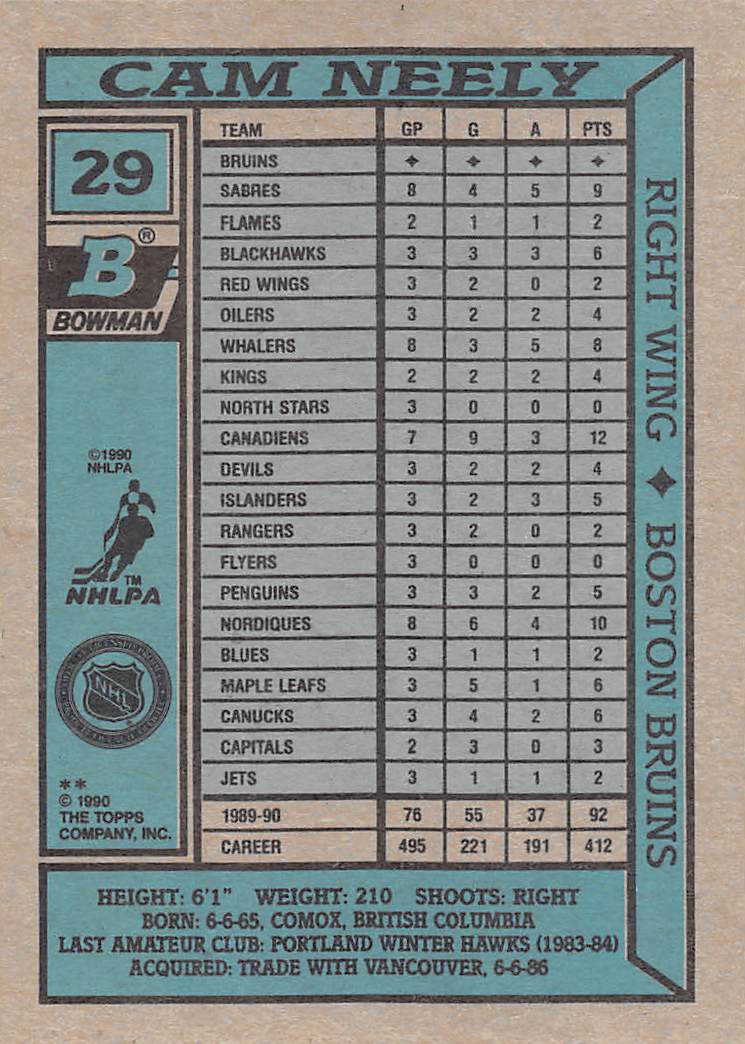 CAM NEELY
29
B®
BOWMAN
©1990
NHLPA
TM
NHLPA
NHL
**
© 1990
THE TOPPS
COMPANY, INC.
TEAM GP G A PTS
BRUINS ✦ ✦ ✦ ✦
SABRES 8 4 5 9
FLAMES 2 1 1 2
BLACKHAWKS 3 3 3 6
RED WINGS 3 2 0 2
OILERS 3 2 2 4
WHALERS 8 3 5 8
KINGS 2 2 2 4
NORTH STARS 3 0 0 0
CANADIENS 7 9 3 12
DEVILS 3 2 2 4
ISLANDERS 3 2 3 5
RANGERS 3 2 0 2
FLYERS 3 0 0 0
PENGUINS 3 3 2 5
NORDIQUES 8 6 4 10
BLUES 3 1 1 2
MAPLE LEAFS 3 5 1 6
CANUCKS 3 4 2 6
CAPITALS 2 3 0 3
JETS 3 1 1 2
1989-90 76 55 37 92
CAREER 495 221 191 412
RIGHT WING ✦ BOSTON BRUINS
HEIGHT: 6'1" WEIGHT: 210 SHOOTS: RIGHT
BORN: 6-6-65, COMOX, BRITISH COLUMBIA
LAST AMATEUR CLUB: PORTLAND WINTER HAWKS (1983-84)
ACQUIRED: TRADE WITH VANCOUVER, 6-6-86